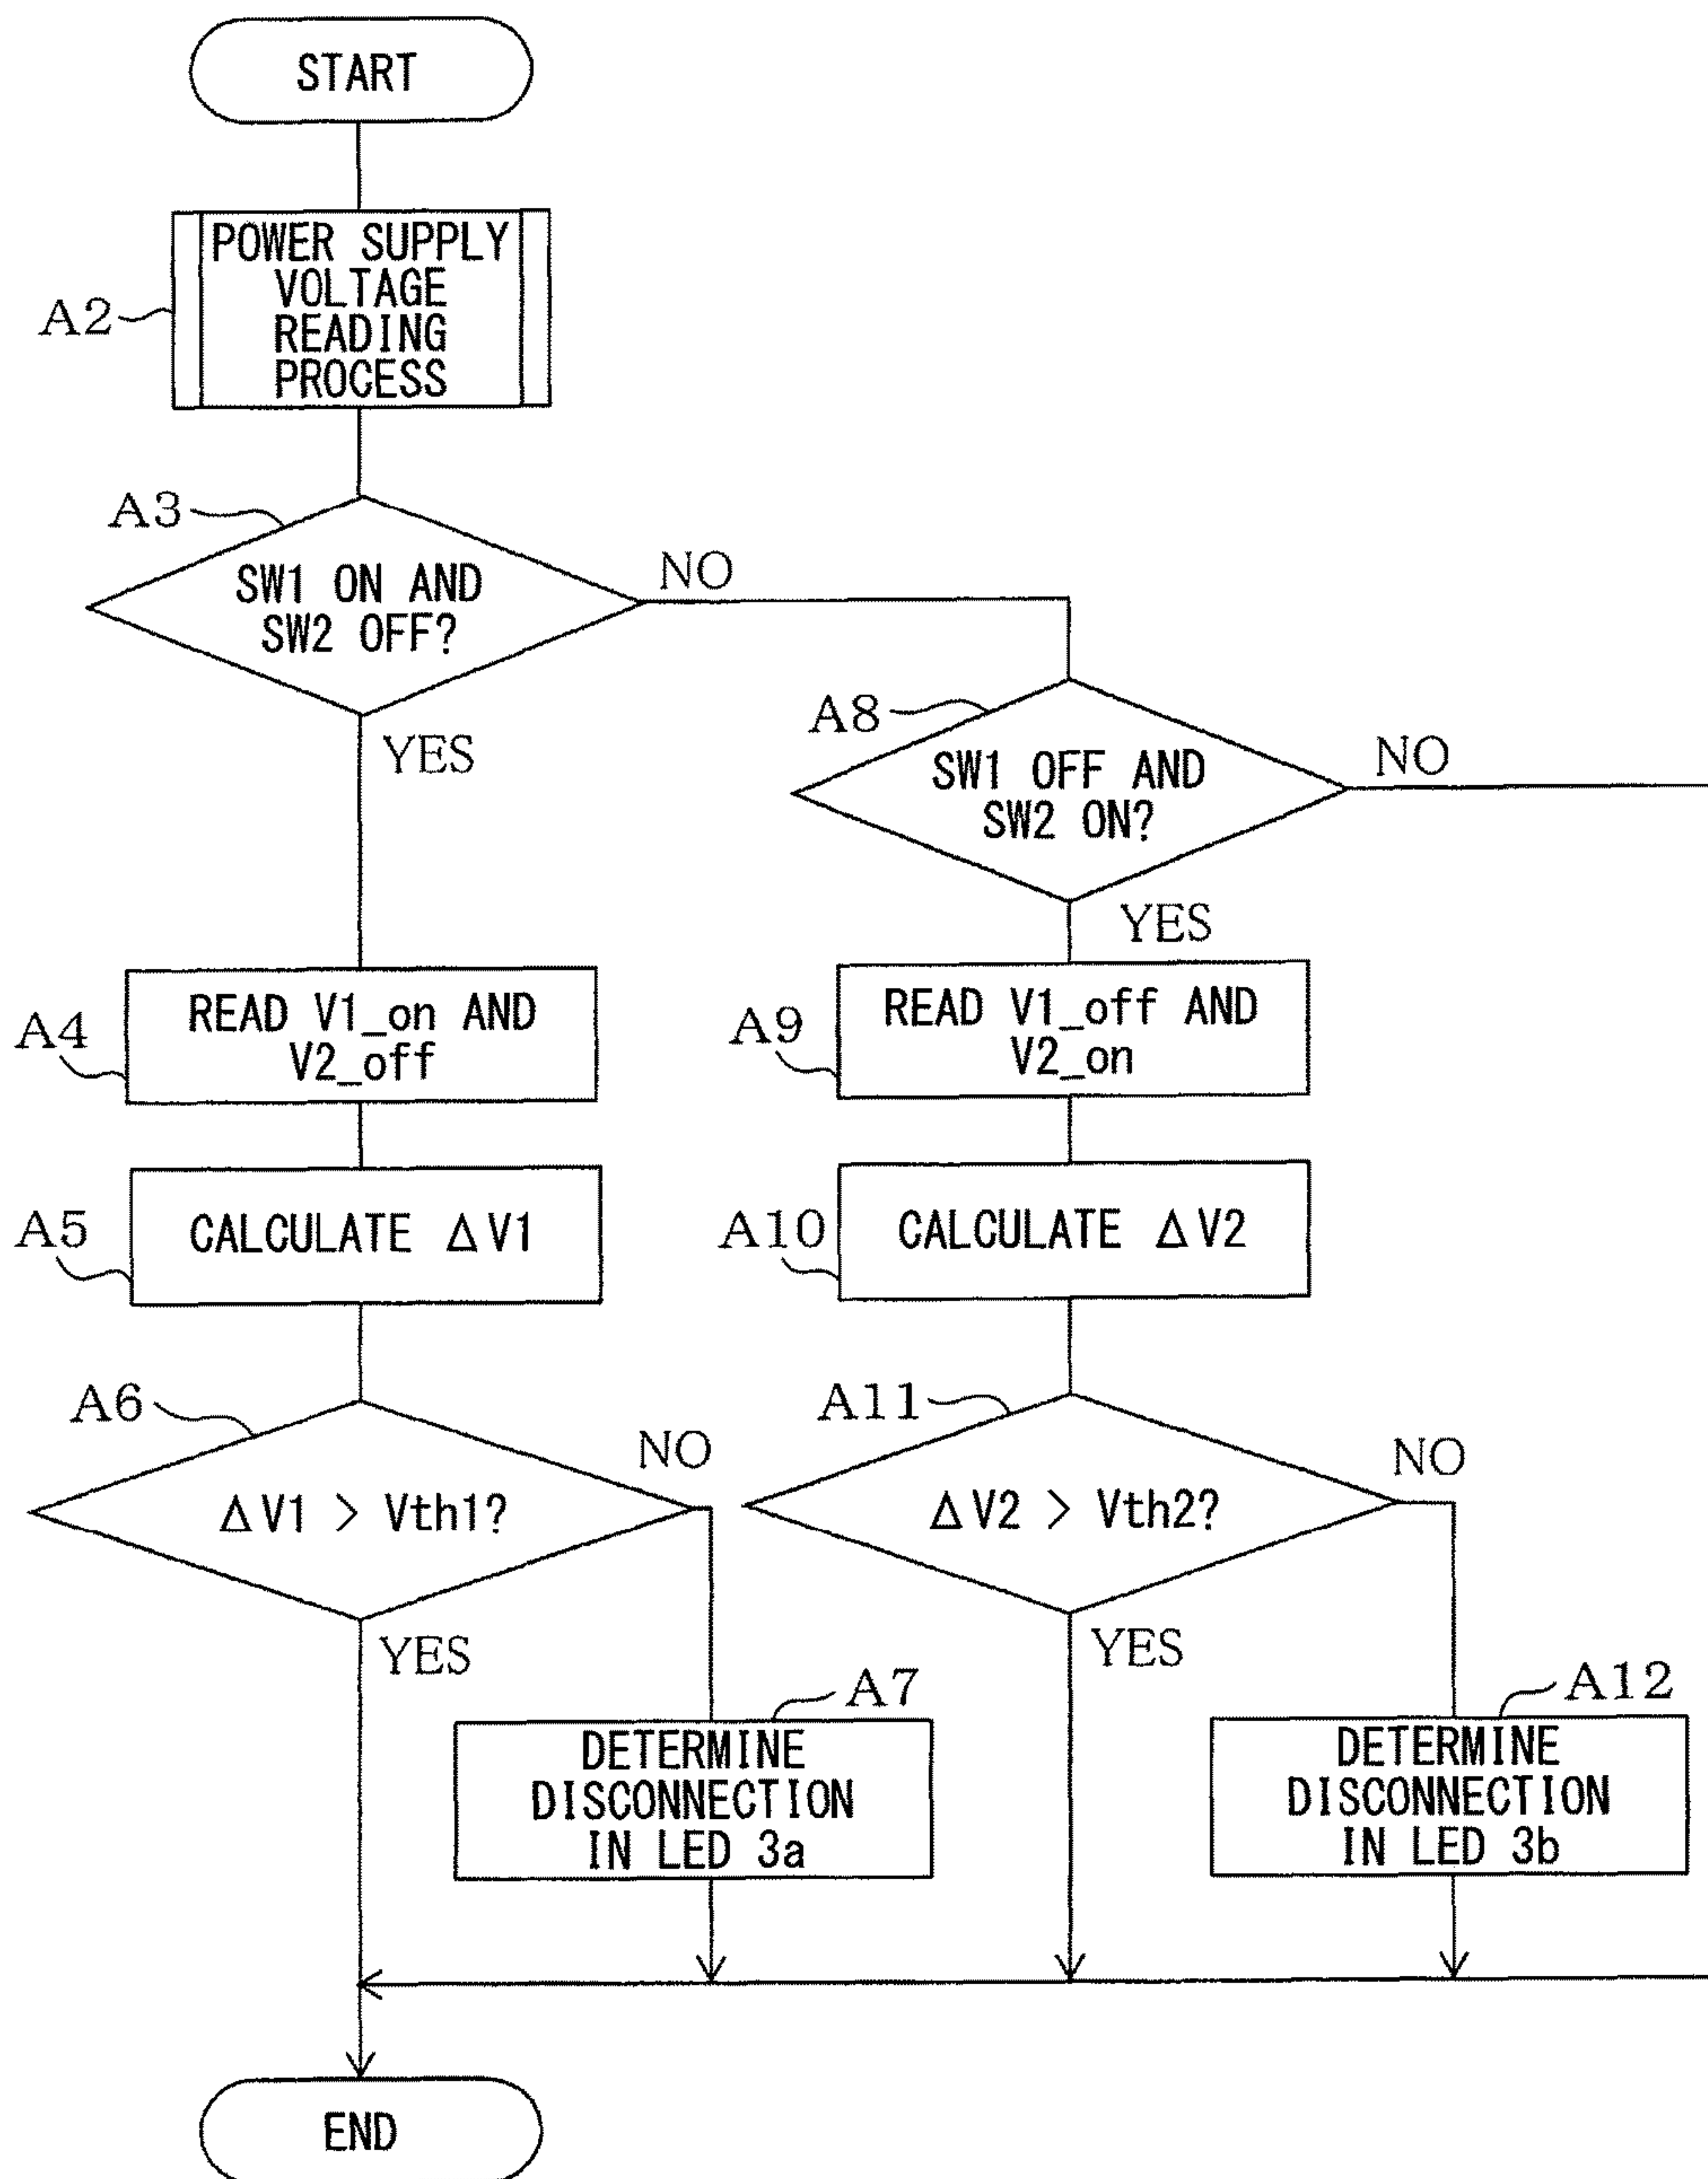 START
A2
POWER SUPPLY
VOLTAGE
READING
PROCESS
A3
SW1 ON AND
SW2 OFF?
NO
YES
A8
SW1 OFF AND
SW2 ON?
NO
YES
A4
READ V1_on AND
V2_off
A9
READ V1_off AND
V2_on
A5
CALCULATE ΔV1
A10
CALCULATE ΔV2
A6
ΔV1 > Vth1?
NO
YES
A11
ΔV2 > Vth2?
NO
YES
A7
DETERMINE
DISCONNECTION
IN LED 3a
A12
DETERMINE
DISCONNECTION
IN LED 3b
END